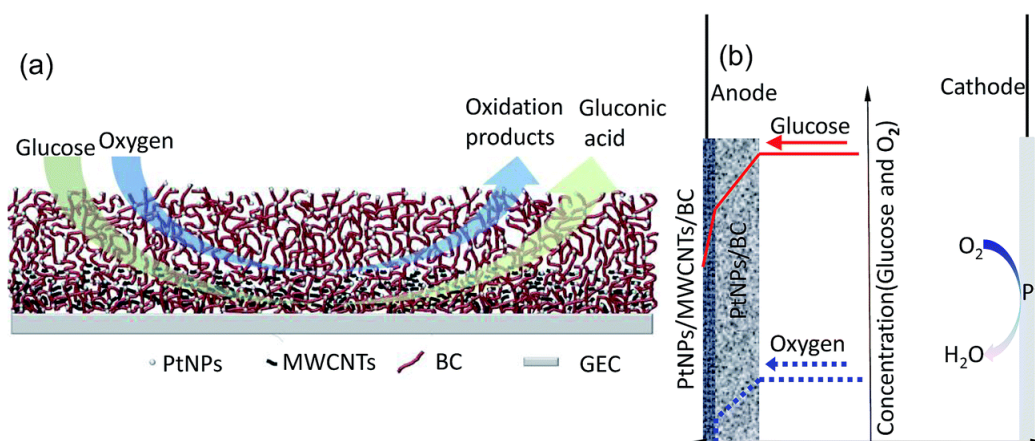 (a)
Glucose
Oxygen
Oxidation
products
Gluconic
acid
PtNPs
MWCNTs
BC
GEC
(b)
Anode
Cathode
Glucose
PtNPs/MWCNTs/BC
PtNPs/BC
Oxygen
Concentration(Glucose and O₂)
O₂
P
H₂O